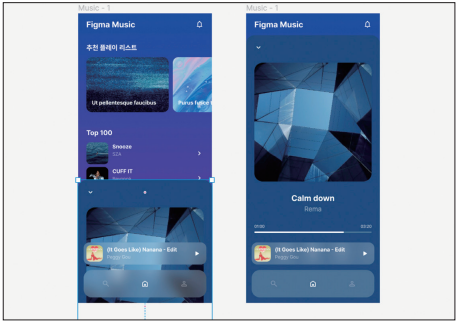 Music - 1
Figma Music
추천 플레이 리스트
Ut pellentesque faucibus
Purus
Top 100
Snooze
SZA
CUFF IT
Beyoncé
(It Goes Like) Nanana - Edit
Peggy Gou
Music - 1
Figma Music
Calm down
Rema
01:00
03:20
(It Goes Like) Nanana - Edit
Peggy Gou